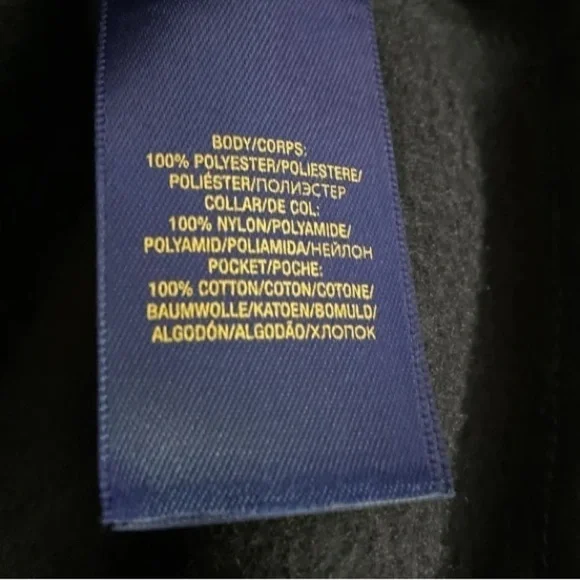 BODY/CORPS:
100% POLYESTER/POLIESTERE/
POLIÉSTER/ПОЛИЭСТЕР
COLLAR/DE COL:
100% NYLON/POLYAMIDE/
POLYAMID/POLIAMIDA/НЕЙЛОН
POCKET/POCHE:
100% COTTON/COTON/COTONE/
BAUMWOLLE/KATOEN/BOMULD/
ALGODÓN/ALGODÃO/ХЛОПОК